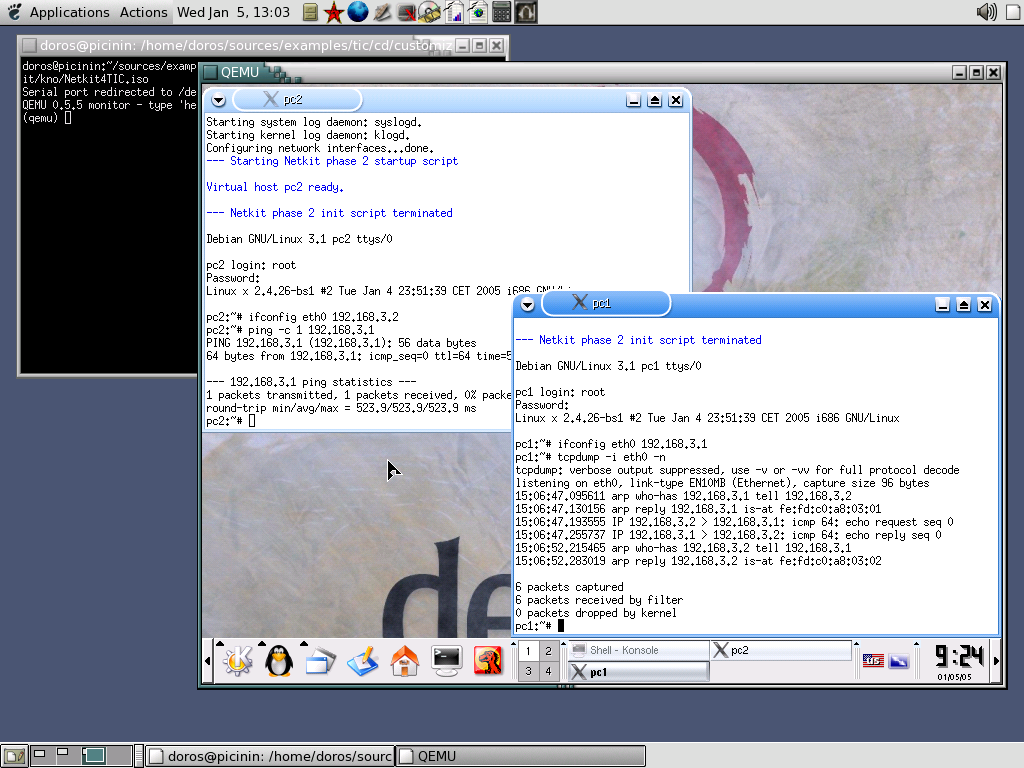 Applications Actions Wed Jan 5, 13:03
doros@picinin: /home/doros/sources/examples/tic/cd/customiz
doros@picinin:~/sources/examp
it/kno/Netkit4TIC.iso
Serial port redirected to /de
QEMU 0.5.5 monitor - type 'he
(qemu)
QEMU
pc2
Starting system log daemon: syslogd.
Starting kernel log daemon: klogd.
Configuring network interfaces...done.
--- Starting Netkit phase 2 startup script
Virtual host pc2 ready.
--- Netkit phase 2 init script terminated
Debian GNU/Linux 3.1 pc2 ttys/0
pc2 login: root
Password:
Linux x 2.4.26-bs1 #2 Tue Jan 4 23:51:39 CET 2005 i686 GNU/Li
pc2:~# ifconfig eth0 192.168.3.2
pc2:~# ping -c 1 192.168.3.1
PING 192.168.3.1 (192.168.3.1): 56 data bytes
64 bytes from 192.168.3.1: icmp_seq=0 ttl=64 time=5
--- 192.168.3.1 ping statistics ---
1 packets transmitted, 1 packets received, 0% packe
round-trip min/avg/max = 523.9/523.9/523.9 ms
pc2:~#
pc1
--- Netkit phase 2 init script terminated
Debian GNU/Linux 3.1 pc1 ttys/0
pc1 login: root
Password:
Linux x 2.4.26-bs1 #2 Tue Jan 4 23:51:39 CET 2005 i686 GNU/Linux
pc1:~# ifconfig eth0 192.168.3.1
pc1:~# tcpdump -i eth0 -n
tcpdump: verbose output suppressed, use -v or -vv for full protocol decode
listening on eth0, link-type EN10MB (Ethernet), capture size 96 bytes
15:06:47.095611 arp who-has 192.168.3.1 tell 192.168.3.2
15:06:47.130156 arp reply 192.168.3.1 is-at fe:fd:c0:a8:03:01
15:06:47.193555 IP 192.168.3.2 > 192.168.3.1: icmp 64: echo request seq 0
15:06:47.255737 IP 192.168.3.1 > 192.168.3.2: icmp 64: echo reply seq 0
15:06:52.215465 arp who-has 192.168.3.2 tell 192.168.3.1
15:06:52.283019 arp reply 192.168.3.2 is-at fe:fd:c0:a8:03:02
6 packets captured
6 packets received by filter
0 packets dropped by kernel
pc1:~#
de
1 2
3 4
Shell - Konsole
pc2
pc1
us
9:24
01/05/05
doros@picinin: /home/doros/sourc
QEMU